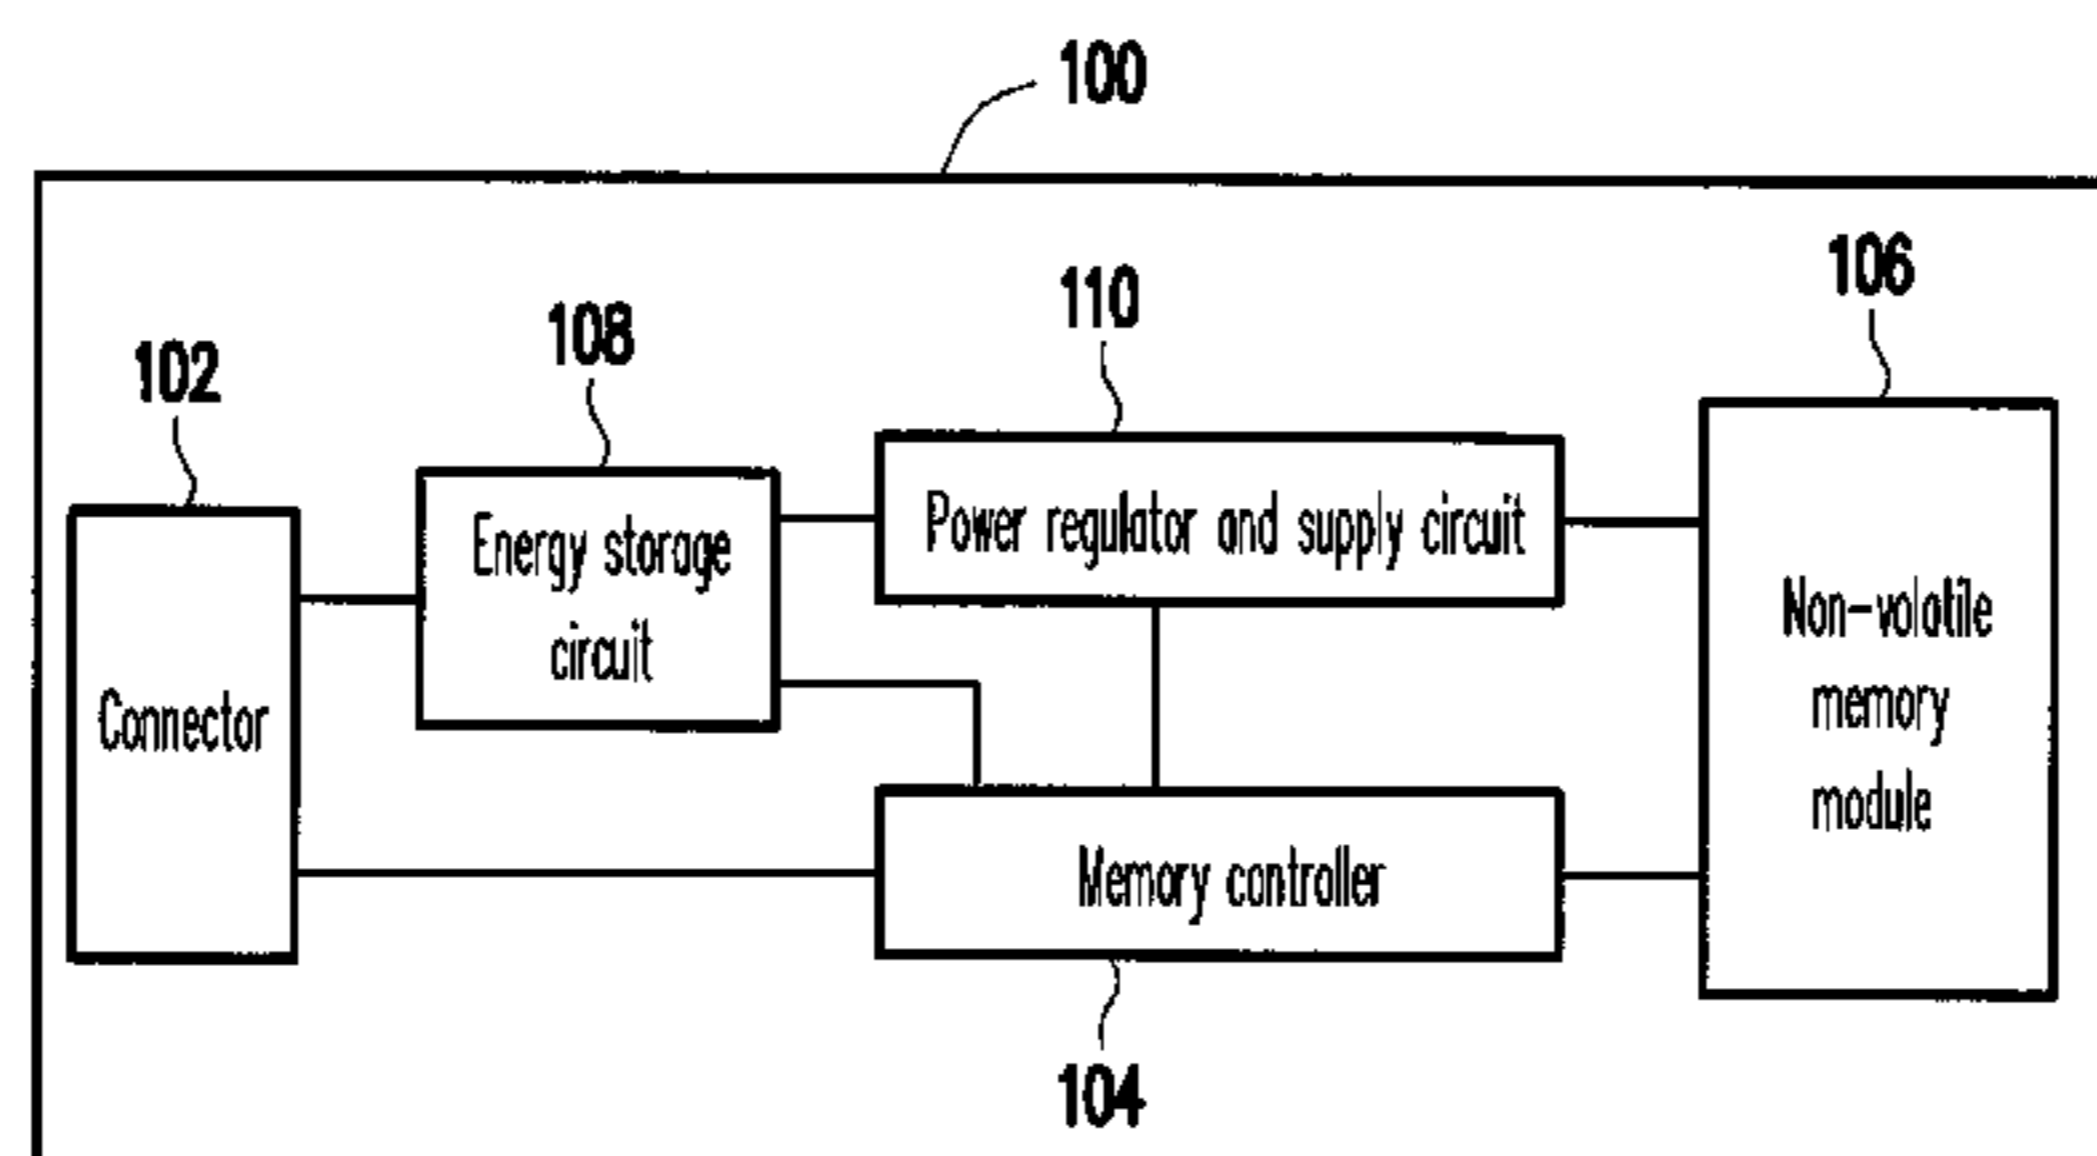 100
106
110
108
102
Power regulator and supply circuit
Energy storage
circuit
Non-volatile
memory
module
Connector
Memory controller
104